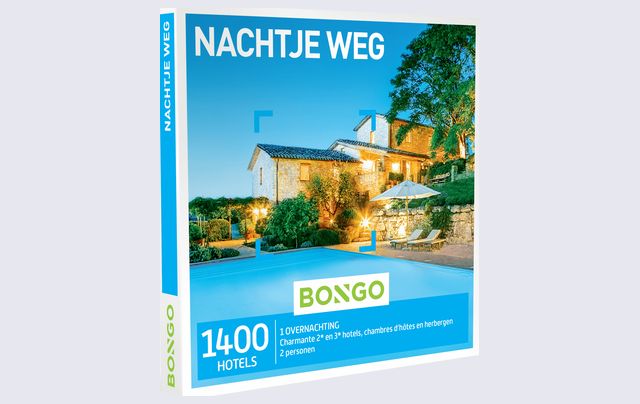 NACHTJE WEG
NACHTJE WEG
BONGO
1400
HOTELS
1 OVERNACHTING
Charmante 2* en 3* hotels, chambres d'hôtes en herbergen
2 personen
BONGO